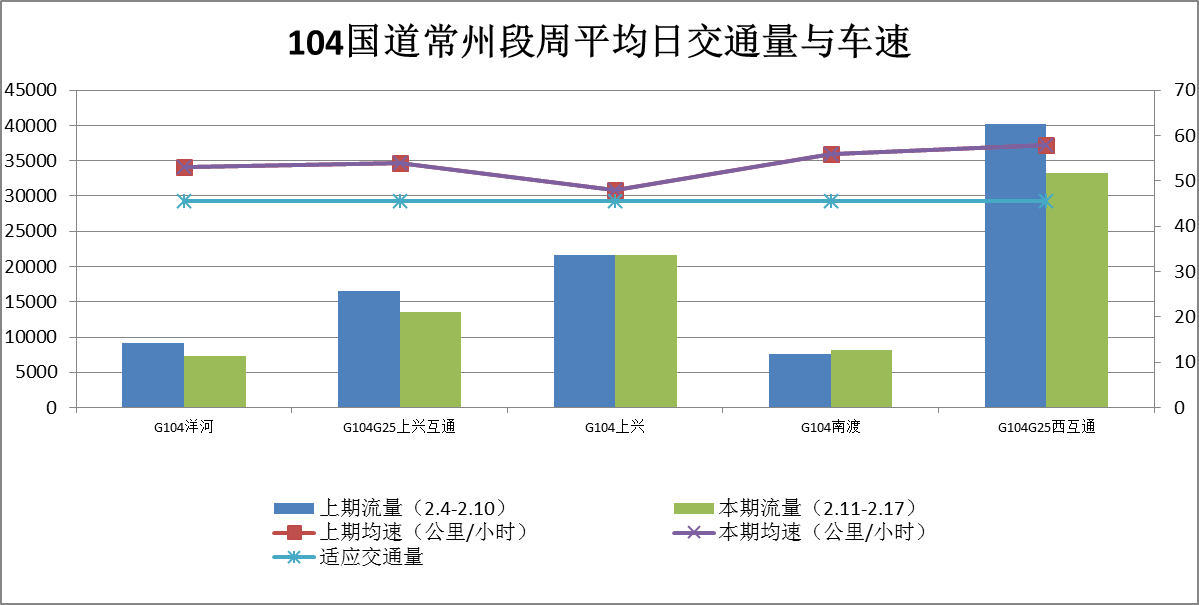 104国道常州段周平均日交通量与车速
45000
40000
35000
30000
25000
20000
15000
10000
5000
0
70
60
50
40
30
20
10
0
G104洋河
G104G25上兴互通
G104上兴
G104南渡
G104G25西互通
上期流量（2.4-2.10）
本期流量（2.11-2.17）
上期均速（公里/小时）
本期均速（公里/小时）
适应交通量